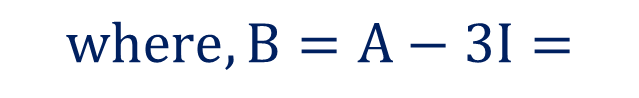 where, B = A − 3I =